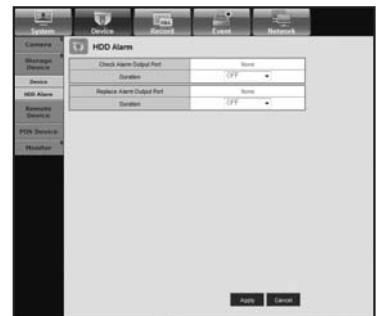 System Device Record Event Network
Camera
HDD Alarm
Storage Device
Check Alarm Output Port None
Duration OFF
Device
HDD Alarm
Replace Alarm Output Port None
Duration OFF
Remote Device
POS Device
Monitor
Apply Cancel